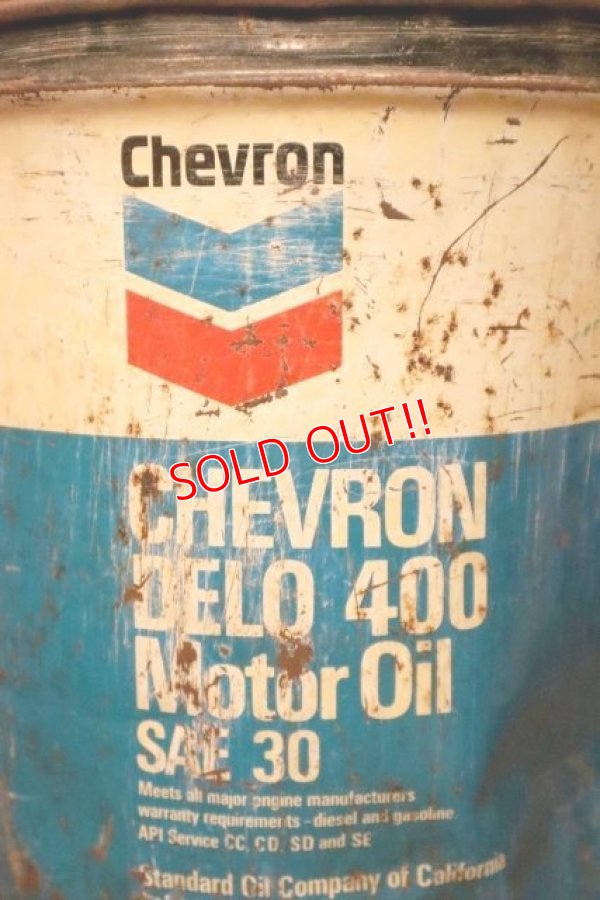 Chevron
SOLD OUT!!
CHEVRON
DELO 400
Motor Oil
SAE 30
Meets all major engine manufacturers
warranty requirements - diesel and gasoline
API Service CC, CD, SD and SE
Standard Oil Company of California